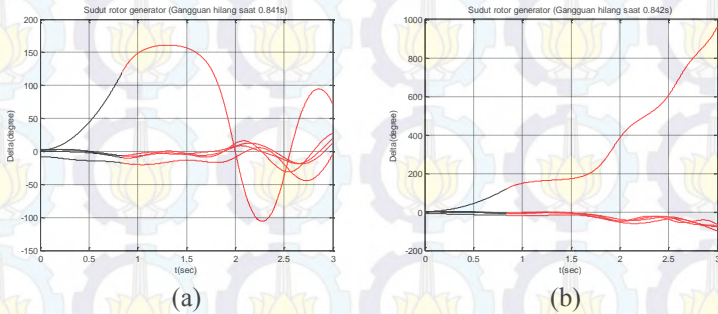 Sudut rotor generator (Gangguan hilang saat 0.841s)
200
150
100
50
0
-50
-100
-150
Delta(degree)
0 0.5 1 1.5 2 2.5 3
t(sec)
(a)
Sudut rotor generator (Gangguan hilang saat 0.842s)
1000
800
600
400
200
0
-200
Delta(degree)
0 0.5 1 1.5 2 2.5 3
t(sec)
(b)